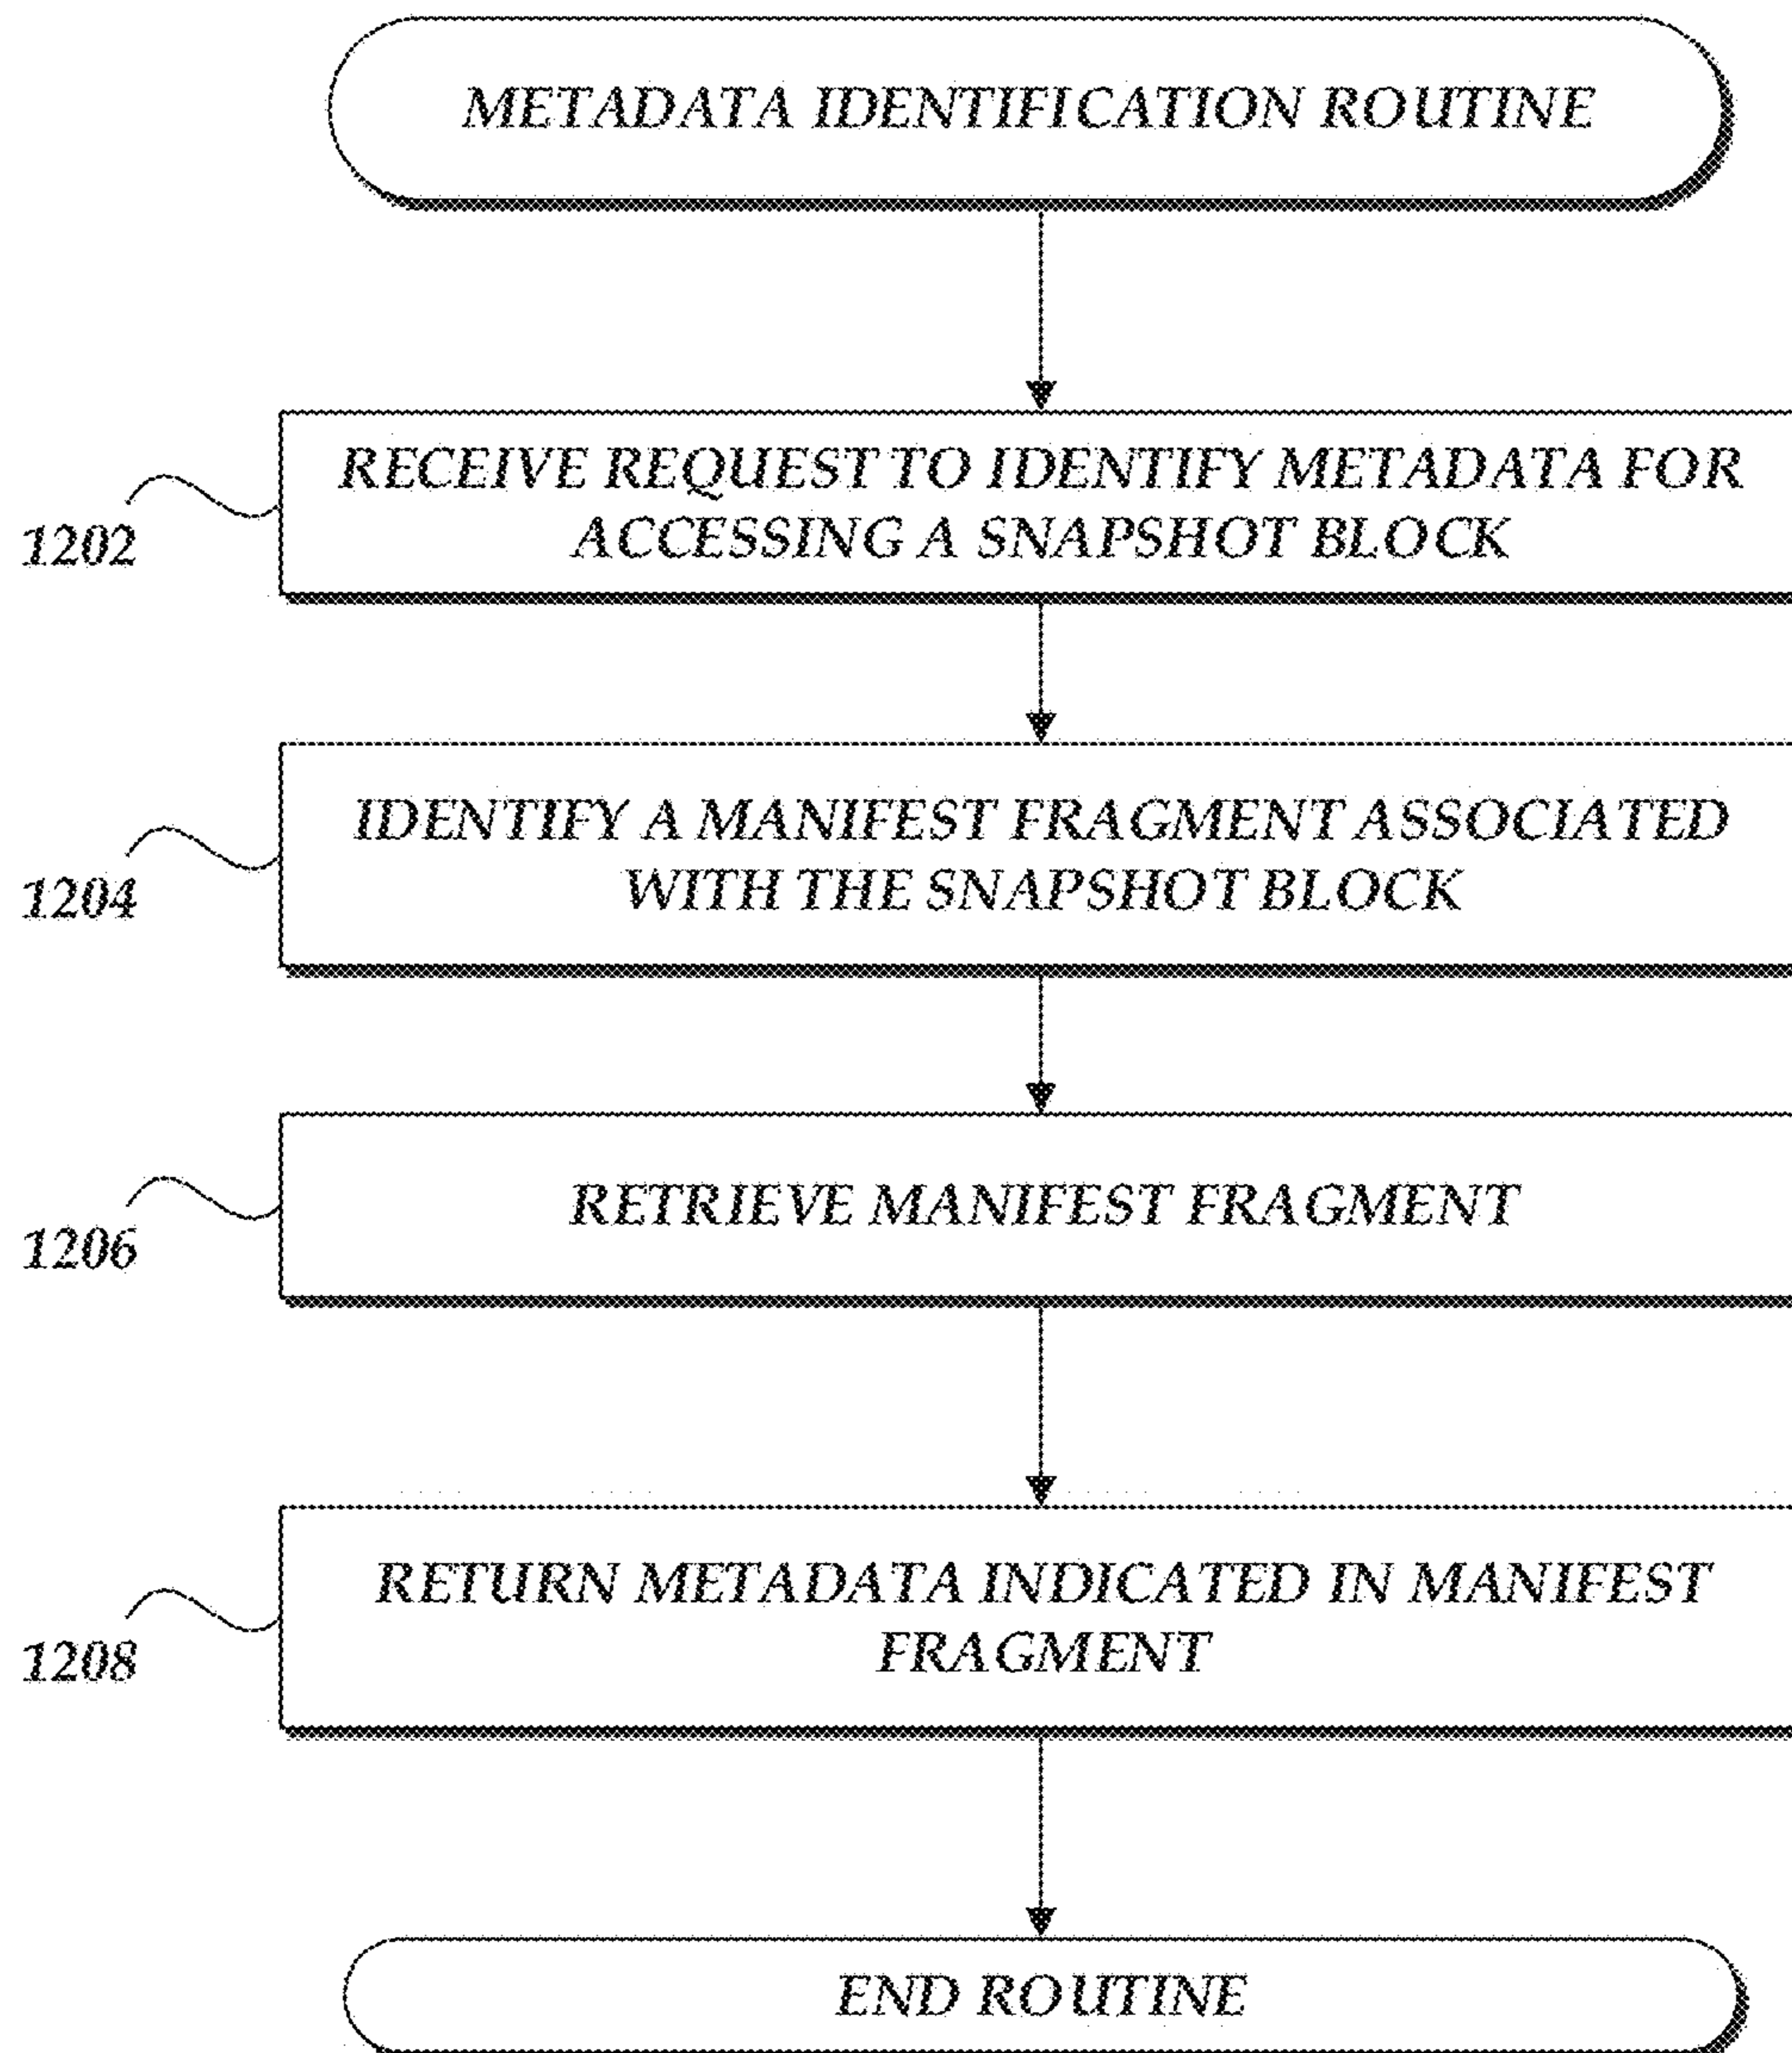 METADATA IDENTIFICATION ROUTINE
RECEIVE REQUEST TO IDENTIFY METADATA FOR
ACCESSING A SNAPSHOT BLOCK
1202
IDENTIFY A MANIFEST FRAGMENT ASSOCIATED
WITH THE SNAPSHOT BLOCK
1204
RETRIEVE MANIFEST FRAGMENT
1206
RETURN METADATA INDICATED IN MANIFEST
FRAGMENT
1208
END ROUTINE